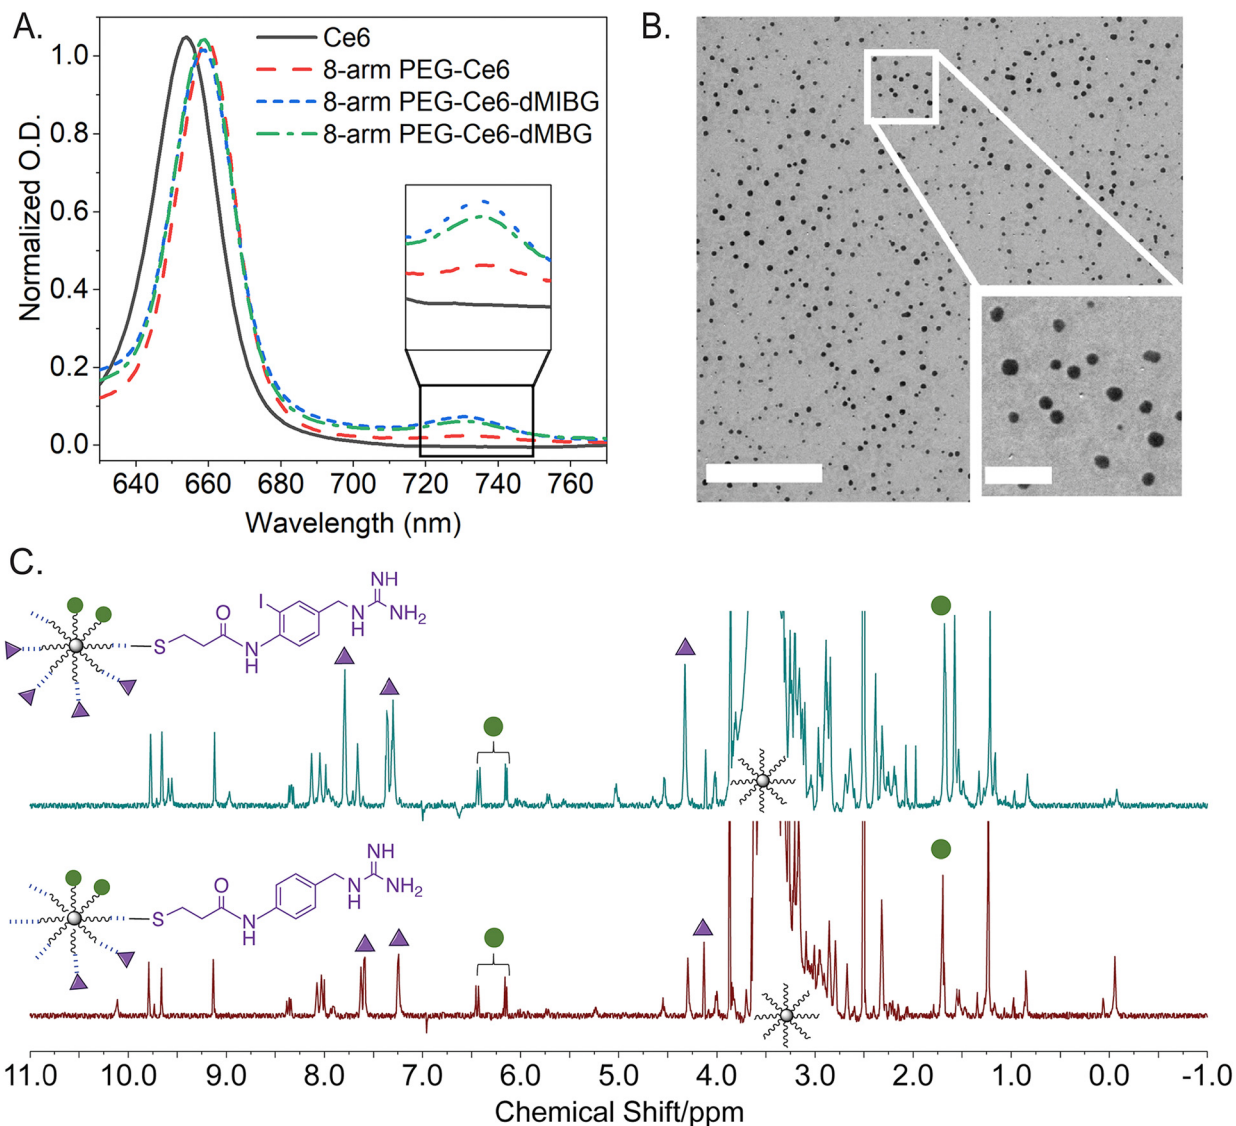 A.
Ce6
8-arm PEG-Ce6
8-arm PEG-Ce6-dMIBG
8-arm PEG-Ce6-dMBG
Normalized O.D.
1.0
0.8
0.6
0.4
0.2
0.0
640 660 680 700 720 740 760
Wavelength (nm)
B.
C.
S
O
N
H
I
N
H
NH
NH2
S
O
N
H
N
H
NH
NH2
11.0 10.0 9.0 8.0 7.0 6.0 5.0 4.0 3.0 2.0 1.0 0.0 -1.0
Chemical Shift/ppm